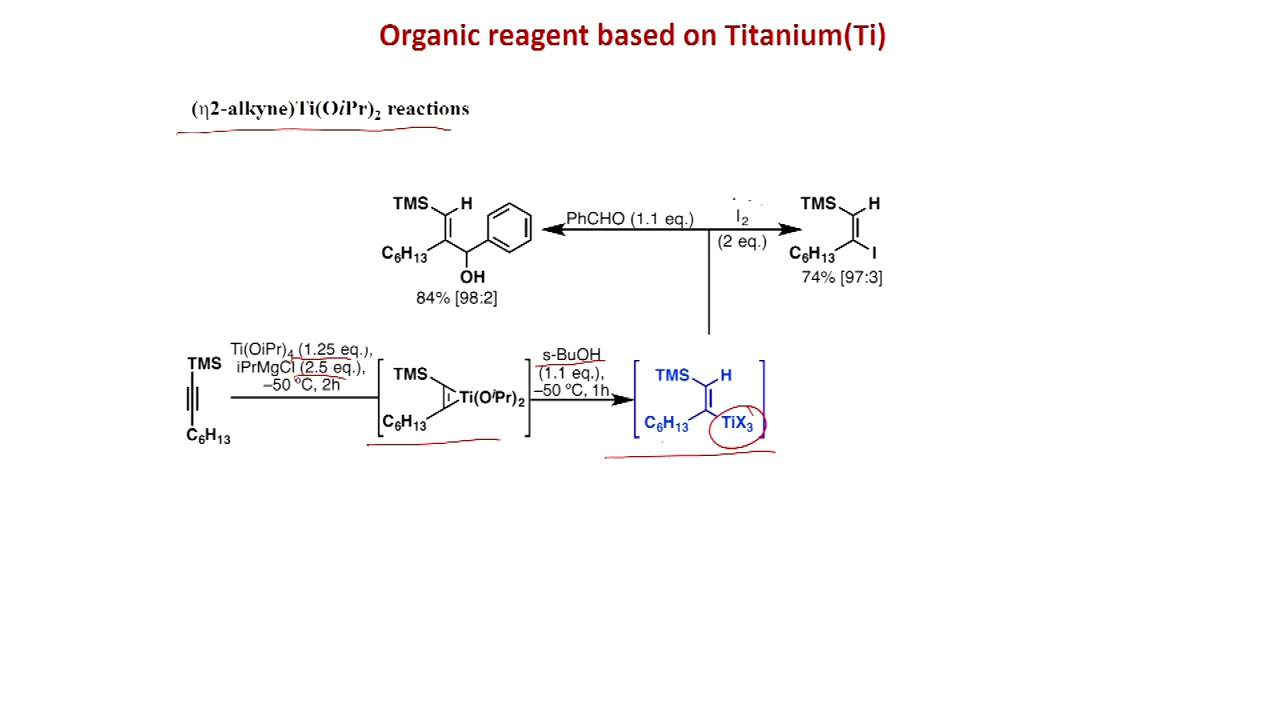 Organic reagent based on Titanium(Ti)
(η2-alkyne)Ti(OiPr)₂ reactions
TMS H
PhCHO (1.1 eq.)
I₂
(2 eq.)
C₆H₁₃
OH
84% [98:2]
TMS H
C₆H₁₃ I
74% [97:3]
TMS
C₆H₁₃
Ti(OiPr)₄ (1.25 eq.),
iPrMgCl (2.5 eq.),
–50 ºC, 2h
TMS
Ti(OⁱPr)₂
C₆H₁₃
s-BuOH
(1.1 eq.),
–50 ºC, 1h
TMS H
C₆H₁₃ TiX₃